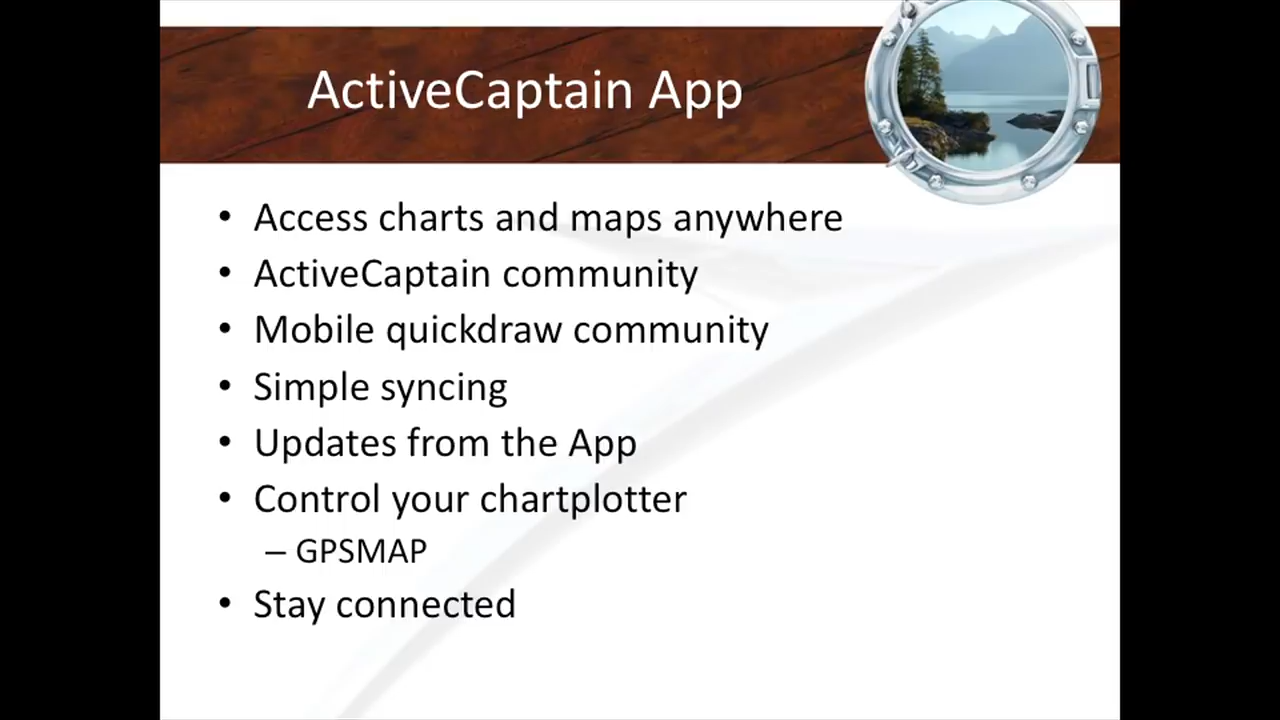 ActiveCaptain App
• Access charts and maps anywhere
• ActiveCaptain community
• Mobile quickdraw community
• Simple syncing
• Updates from the App
• Control your chartplotter
– GPSMAP
• Stay connected